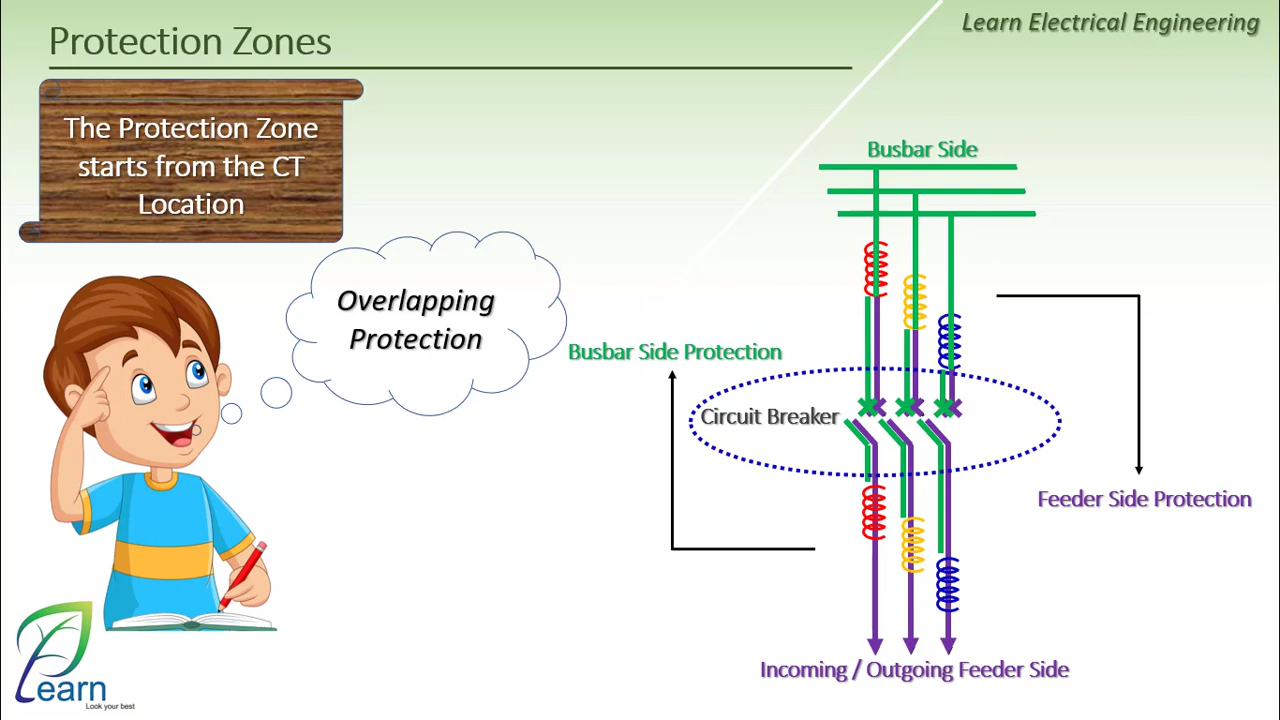 Protection Zones
Learn Electrical Engineering
The Protection Zone
starts from the CT
Location
Overlapping
Protection
Busbar Side
Busbar Side Protection
Circuit Breaker
Feeder Side Protection
Incoming / Outgoing Feeder Side
Learn
Look your best